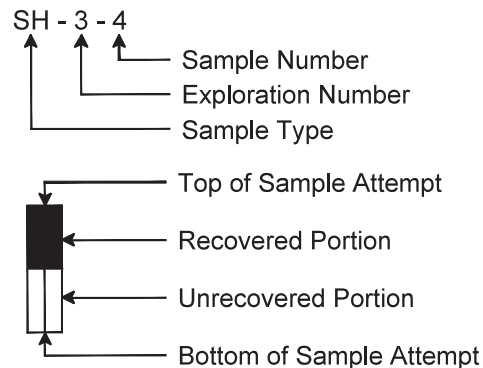 SH - 3 - 4
Sample Number
Exploration Number
Sample Type
Top of Sample Attempt
Recovered Portion
Unrecovered Portion
Bottom of Sample Attempt